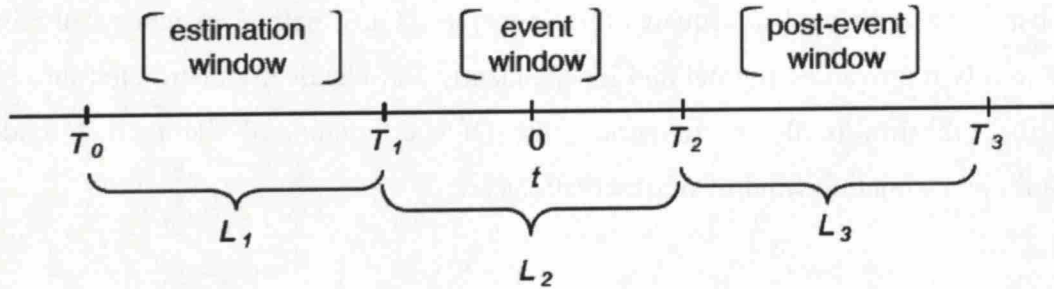 estimation
window
event
window
post-event
window
T₀
T₁
0
T₂
T₃
t
L₁
L₂
L₃